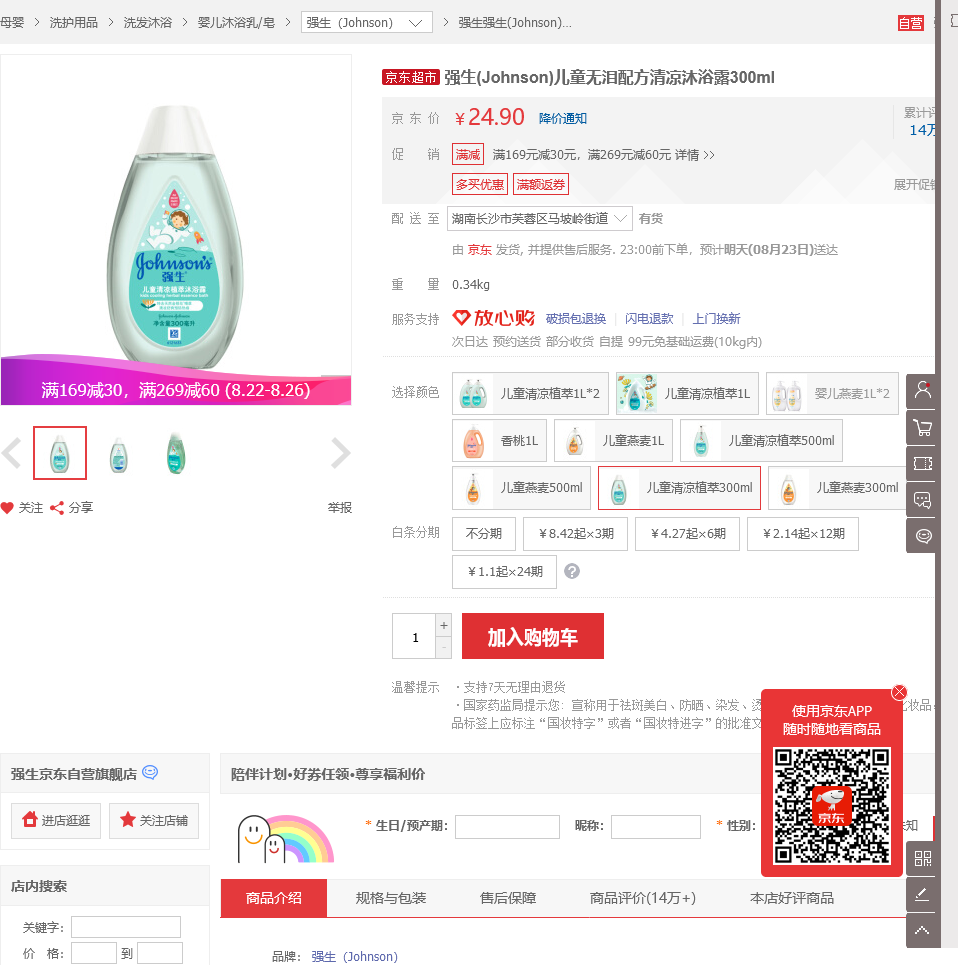 母婴 > 洗护用品 > 洗发沐浴 > 婴儿沐浴乳/皂 > 强生（Johnson） > 强生强生(Johnson)... 自营
京东超市 强生(Johnson)儿童无泪配方清凉沐浴露300ml
京东价 ￥24.90 降价通知
累计评
14万
促销 满减 满169元减30元，满269元减60元 详情 >>
多买优惠 满额返券
展开促销
配送至 湖南长沙市芙蓉区马坡岭街道 有货
由 京东 发货, 并提供售后服务. 23:00前下单，预计明天(08月23日)送达
重量 0.34kg
服务支持 放心购 破损包退换 闪电退款 上门换新
次日达 预约送货 部分收货 自提 99元免基础运费(10kg内)
Johnson's
强生
儿童清凉植萃沐浴露
净含量300毫升
满169减30，满269减60 (8.22-8.26)
关注 分享 举报
选择颜色 儿童清凉植萃1L*2 儿童清凉植萃1L 婴儿燕麦1L*2
香桃1L 儿童燕麦1L 儿童清凉植萃500ml
儿童燕麦500ml 儿童清凉植萃300ml 儿童燕麦300ml
白条分期 不分期 ￥8.42起×3期 ￥4.27起×6期 ￥2.14起×12期
￥1.1起×24期 ?
1 + - 加入购物车
温馨提示 ·支持7天无理由退货
·国家药监局提示您：宣称用于祛斑美白、防晒、染发、烫
品标签上应标注“国妆特字”或者“国妆特进字”的批准文
使用京东APP
随时随地看商品
京东
强生京东自营旗舰店
进店逛逛 关注店铺
店内搜索
关键字：
价 格： 到
陪伴计划•好券任领•尊享福利价
* 生日/预产期： 昵称： * 性别：
商品介绍 规格与包装 售后保障 商品评价(14万+) 本店好评商品
品牌： 强生（Johnson）